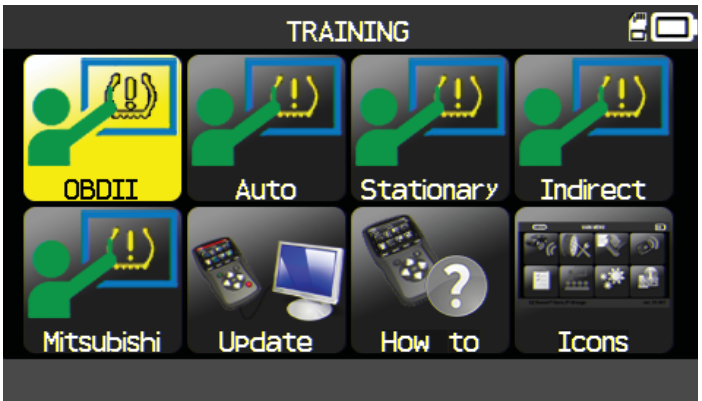 TRAINING
OBDII Auto Stationary Indirect
Mitsubishi Update How to Icons